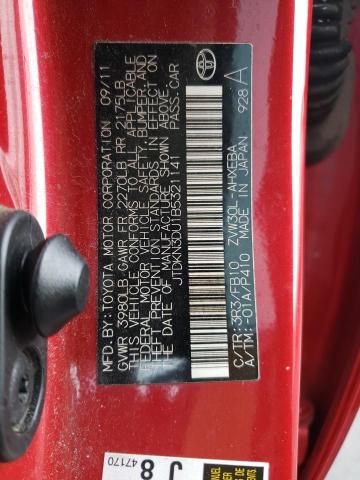 MFD.BY: TOYOTA MOTOR CORPORATION 09/11
GVWR 3980LB GAWR FR 2270LB RR 2175LB
THIS VEHICLE CONFORMS TO ALL APPLICABLE
FEDERAL MOTOR VEHICLE SAFETY, BUMPER, AND
THEFT PREVENTION STANDARDS IN EFFECT ON
THE DATE OF MANUFACTURE SHOWN ABOVE.
JTDKN3DU1B5321141 PASS.CAR
C/TR: 3R3/FB10 ZVW30L-AHXEBA
A/TM: -01A/P410 MADE IN JAPAN 928 A
J 8
47170